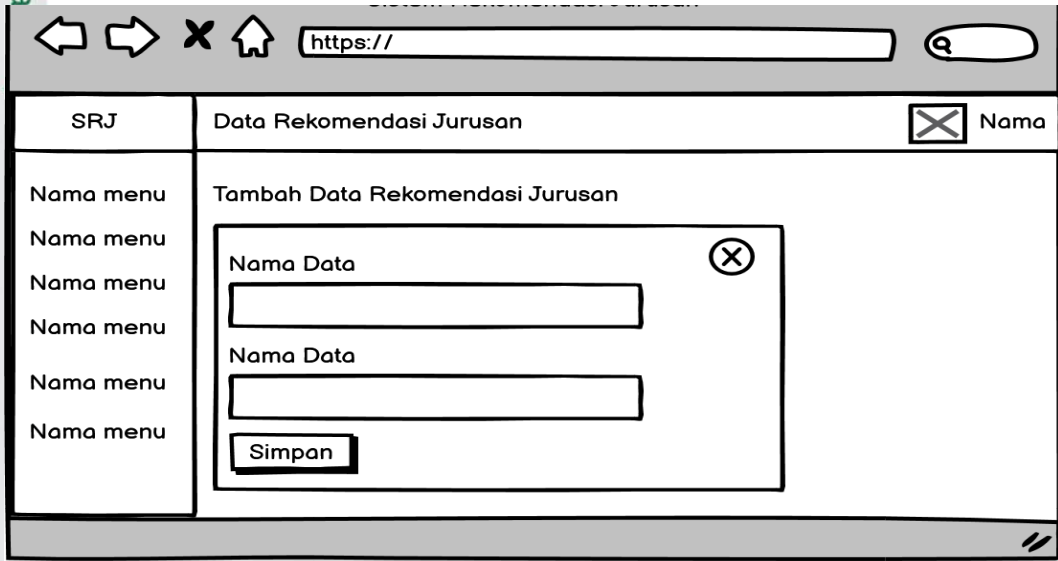 https://
SRJ
Data Rekomendasi Jurusan
Nama
Nama menu
Nama menu
Nama menu
Nama menu
Nama menu
Nama menu
Tambah Data Rekomendasi Jurusan
Nama Data
Nama Data
Simpan